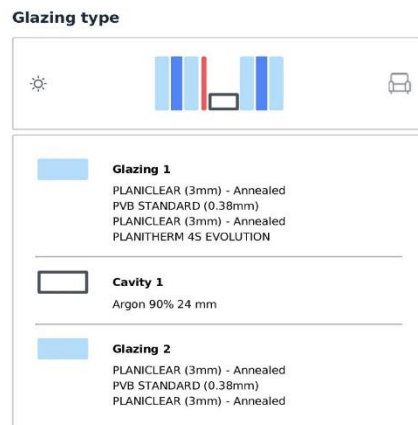 Glazing type
Glazing 1
PLANICLEAR (3mm) - Annealed
PVB STANDARD (0.38mm)
PLANICLEAR (3mm) - Annealed
PLANITHERM 4S EVOLUTION
Cavity 1
Argon 90% 24 mm
Glazing 2
PLANICLEAR (3mm) - Annealed
PVB STANDARD (0.38mm)
PLANICLEAR (3mm) - Annealed